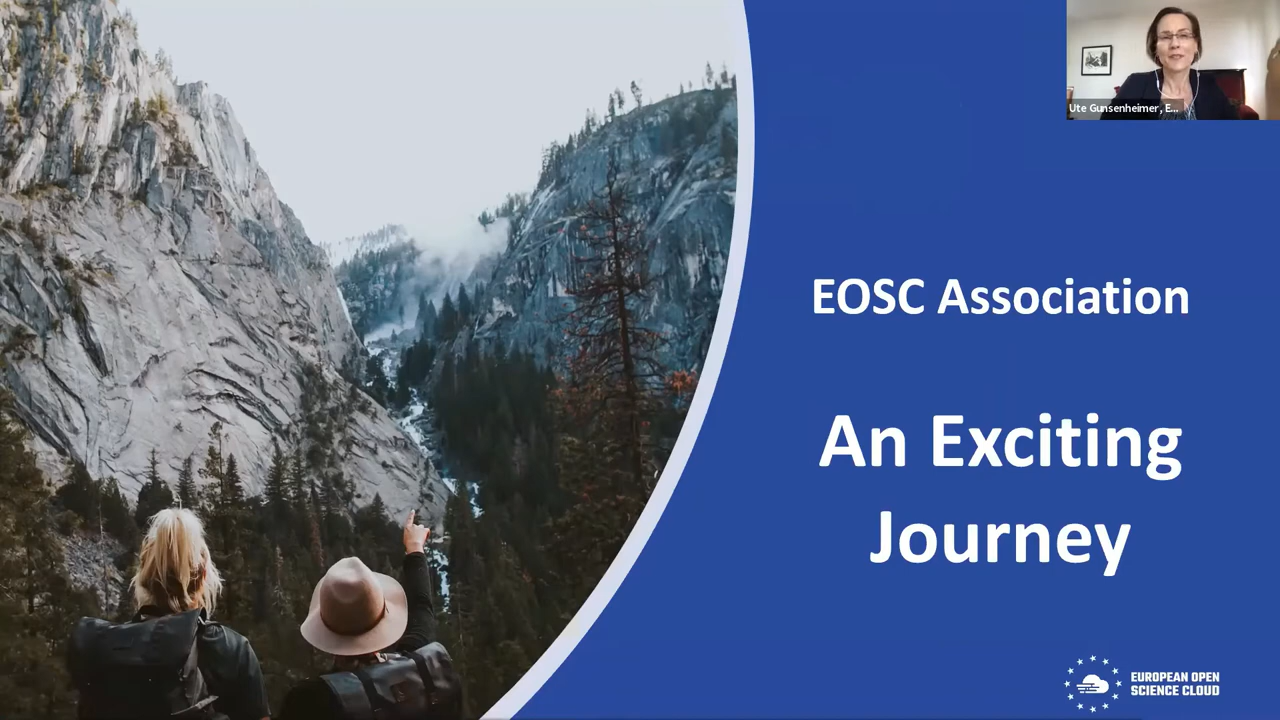 Ute Gunsenheimer, E...
EOSC Association
An Exciting
Journey
EUROPEAN OPEN
SCIENCE CLOUD